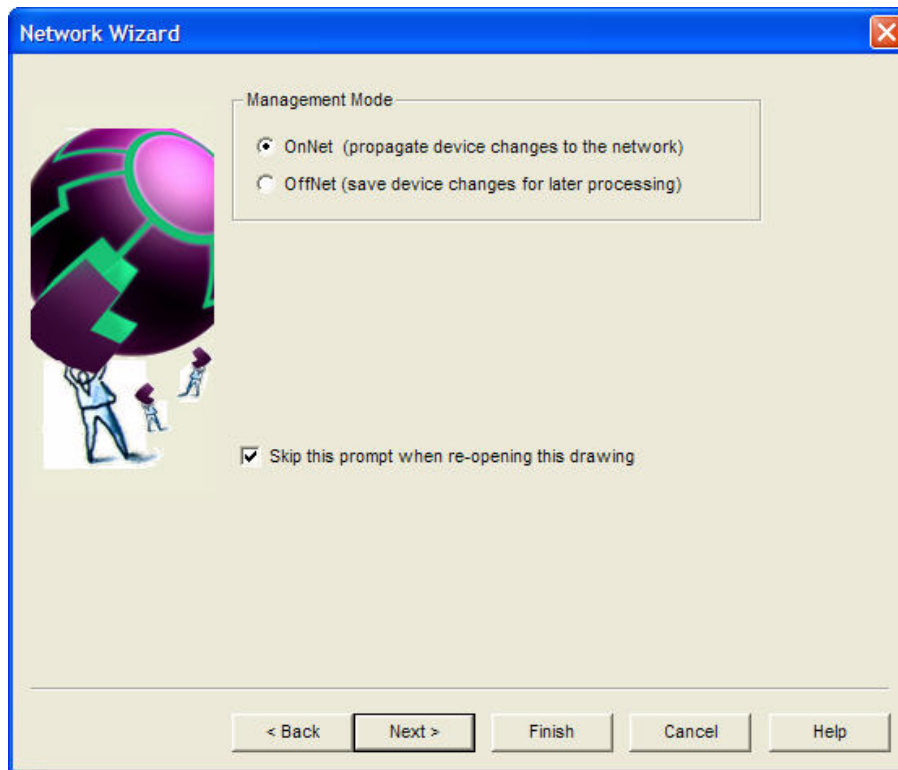 Network Wizard
Management Mode
OnNet (propagate device changes to the network)
OffNet (save device changes for later processing)
Skip this prompt when re-opening this drawing
< Back Next > Finish Cancel Help